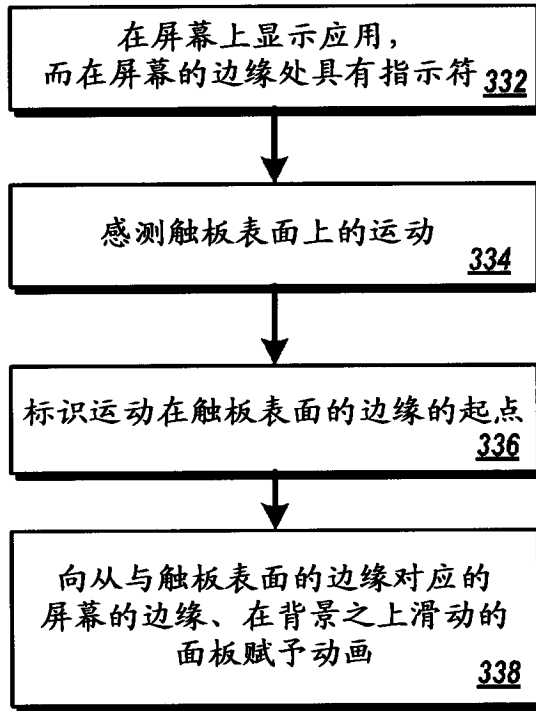 在屏幕上显示应用，
而在屏幕的边缘处具有指示符 332
感测触板表面上的运动
334
标识运动在触板表面的边缘的起点
336
向从与触板表面的边缘对应的
屏幕的边缘、在背景之上滑动的
面板赋予动画
338